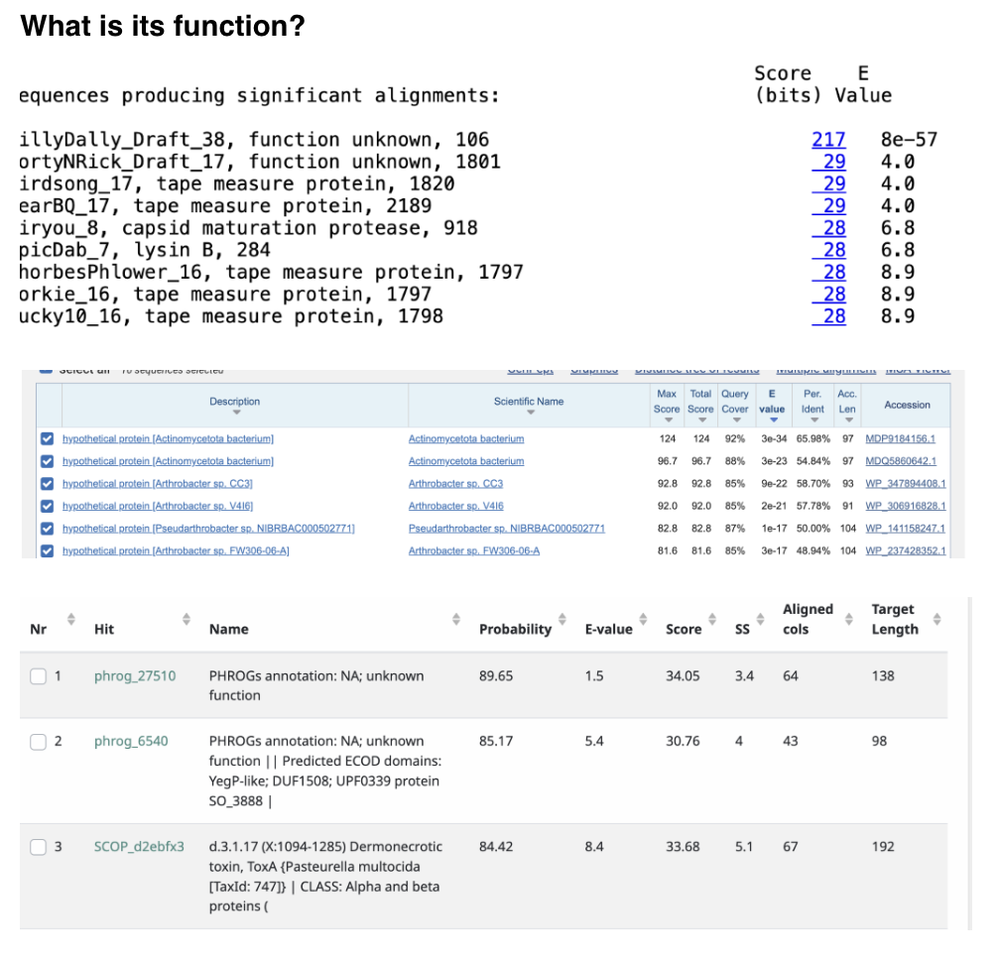 What is its function?
Score E
equences producing significant alignments: (bits) Value
illyDally_Draft_38, function unknown, 106 217 8e-57
ortyNRick_Draft_17, function unknown, 1801 29 4.0
irdsong_17, tape measure protein, 1820 29 4.0
earBQ_17, tape measure protein, 2189 29 4.0
iryou_8, capsid maturation protease, 918 28 6.8
picDab_7, lysin B, 284 28 6.8
horbesPhlower_16, tape measure protein, 1797 28 8.9
orkie_16, tape measure protein, 1797 28 8.9
ucky10_16, tape measure protein, 1798 28 8.9
select all sequences selected GenPept Graphics Distance tree of results Multiple alignment MSA Viewer
Description Scientific Name Max Score Total Score Query Cover E value Per. Ident Acc. Len Accession
hypothetical protein [Actinomycetota bacterium] Actinomycetota bacterium 124 124 92% 3e-34 65.98% 97 MDP9184156.1
hypothetical protein [Actinomycetota bacterium] Actinomycetota bacterium 96.7 96.7 88% 3e-23 54.84% 97 MDQ5860642.1
hypothetical protein [Arthrobacter sp. CC3] Arthrobacter sp. CC3 92.8 92.8 85% 9e-22 58.70% 93 WP_347894408.1
hypothetical protein [Arthrobacter sp. V4I6] Arthrobacter sp. V4I6 92.0 92.0 85% 2e-21 57.78% 91 WP_306916828.1
hypothetical protein [Pseudarthrobacter sp. NIBRBAC000502771] Pseudarthrobacter sp. NIBRBAC000502771 82.8 82.8 87% 1e-17 50.00% 104 WP_141158247.1
hypothetical protein [Arthrobacter sp. FW306-06-A] Arthrobacter sp. FW306-06-A 81.6 81.6 85% 3e-17 48.94% 104 WP_237428352.1
Nr Hit Name Probability E-value Score SS Aligned cols Target Length
1 phrog_27510 PHROGs annotation: NA; unknown 89.65 1.5 34.05 3.4 64 138
function
2 phrog_6540 PHROGs annotation: NA; unknown 85.17 5.4 30.76 4 43 98
function || Predicted ECOD domains:
YegP-like; DUF1508; UPF0339 protein
SO_3888 |
3 SCOP_d2ebfx3 d.3.1.17 (X:1094-1285) Dermonecrotic 84.42 8.4 33.68 5.1 67 192
toxin, ToxA {Pasteurella multocida
[TaxId: 747]} | CLASS: Alpha and beta
proteins (